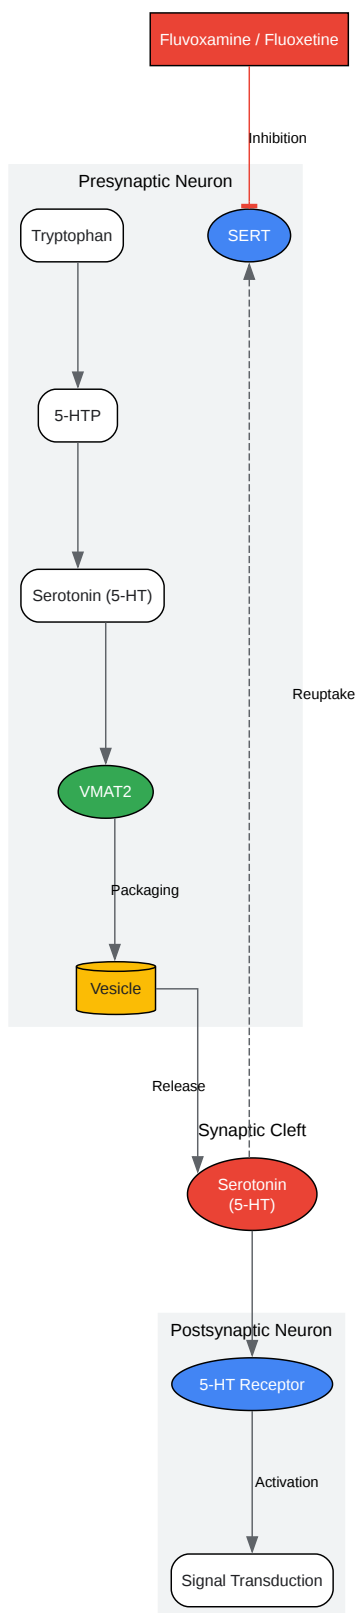 Fluvoxamine / Fluoxetine
Inhibition
Presynaptic Neuron
Tryptophan
SERT
5-HTP
Serotonin (5-HT)
Reuptake
VMAT2
Packaging
Vesicle
Release
Synaptic Cleft
Serotonin
(5-HT)
Postsynaptic Neuron
5-HT Receptor
Activation
Signal Transduction